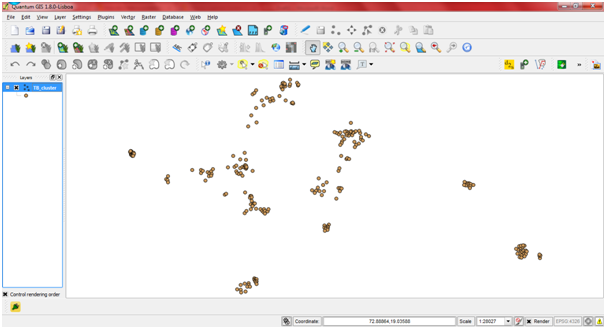 Quantum GIS 1.8.0-Lisboa
File Edit View Layer Settings Plugins Vector Raster Database Web Help
Layers
TB_cluster
Control rendering order
Coordinate: 72.88864,19.03588 Scale 1:28027 Render EPSG:4326